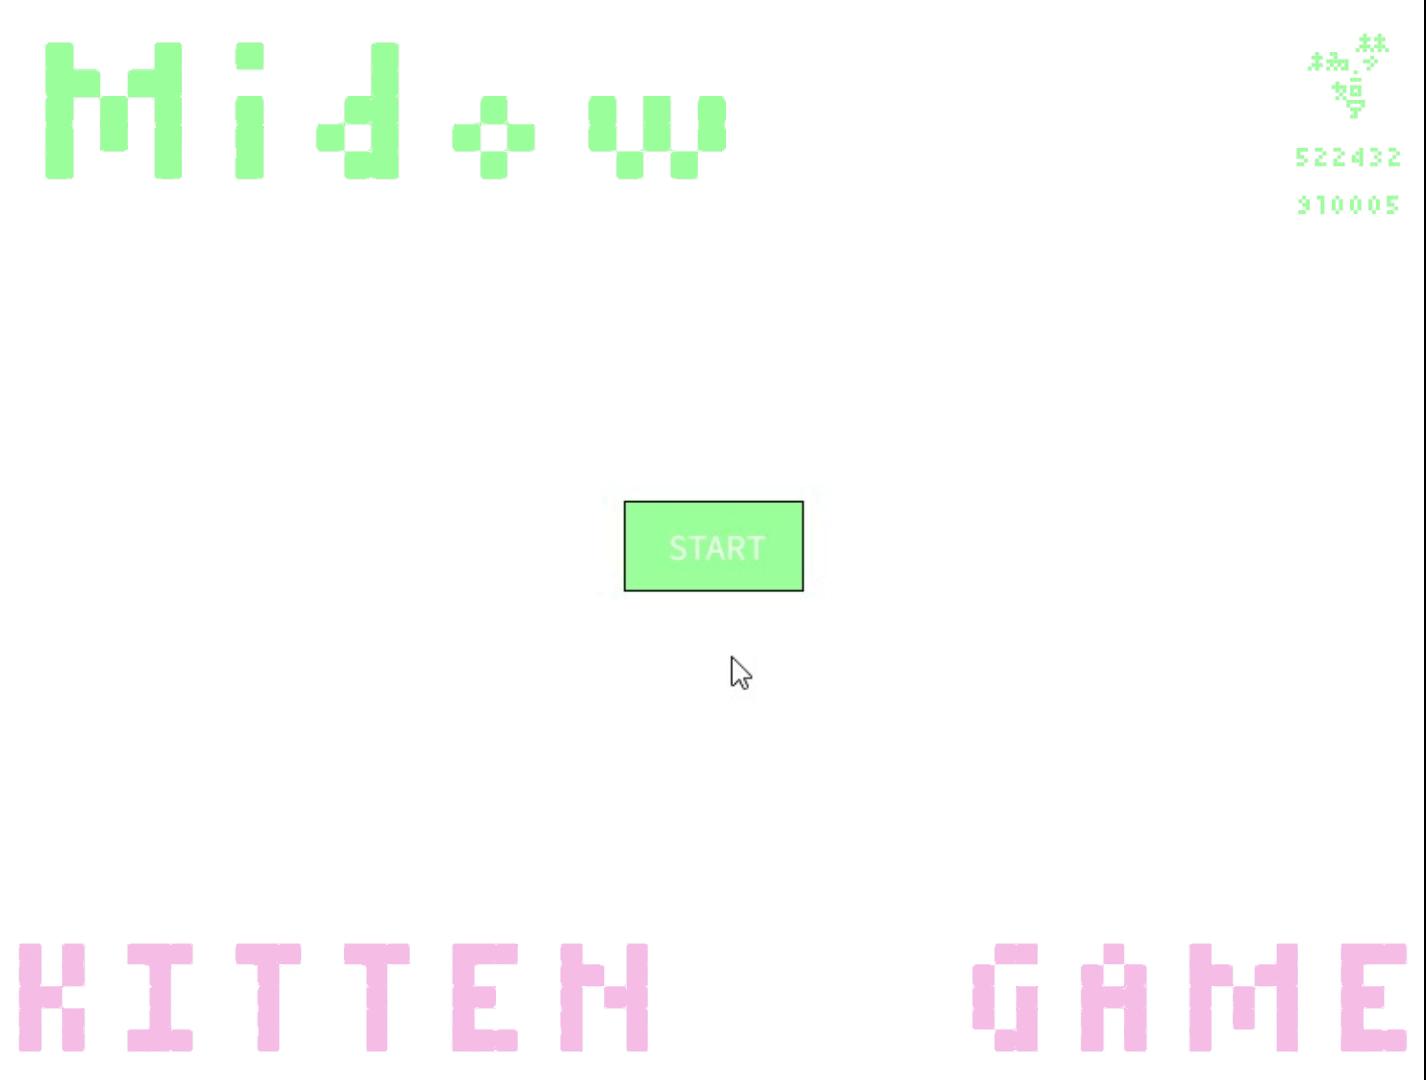 Midow
522432
910005
START
KITTEN GAME